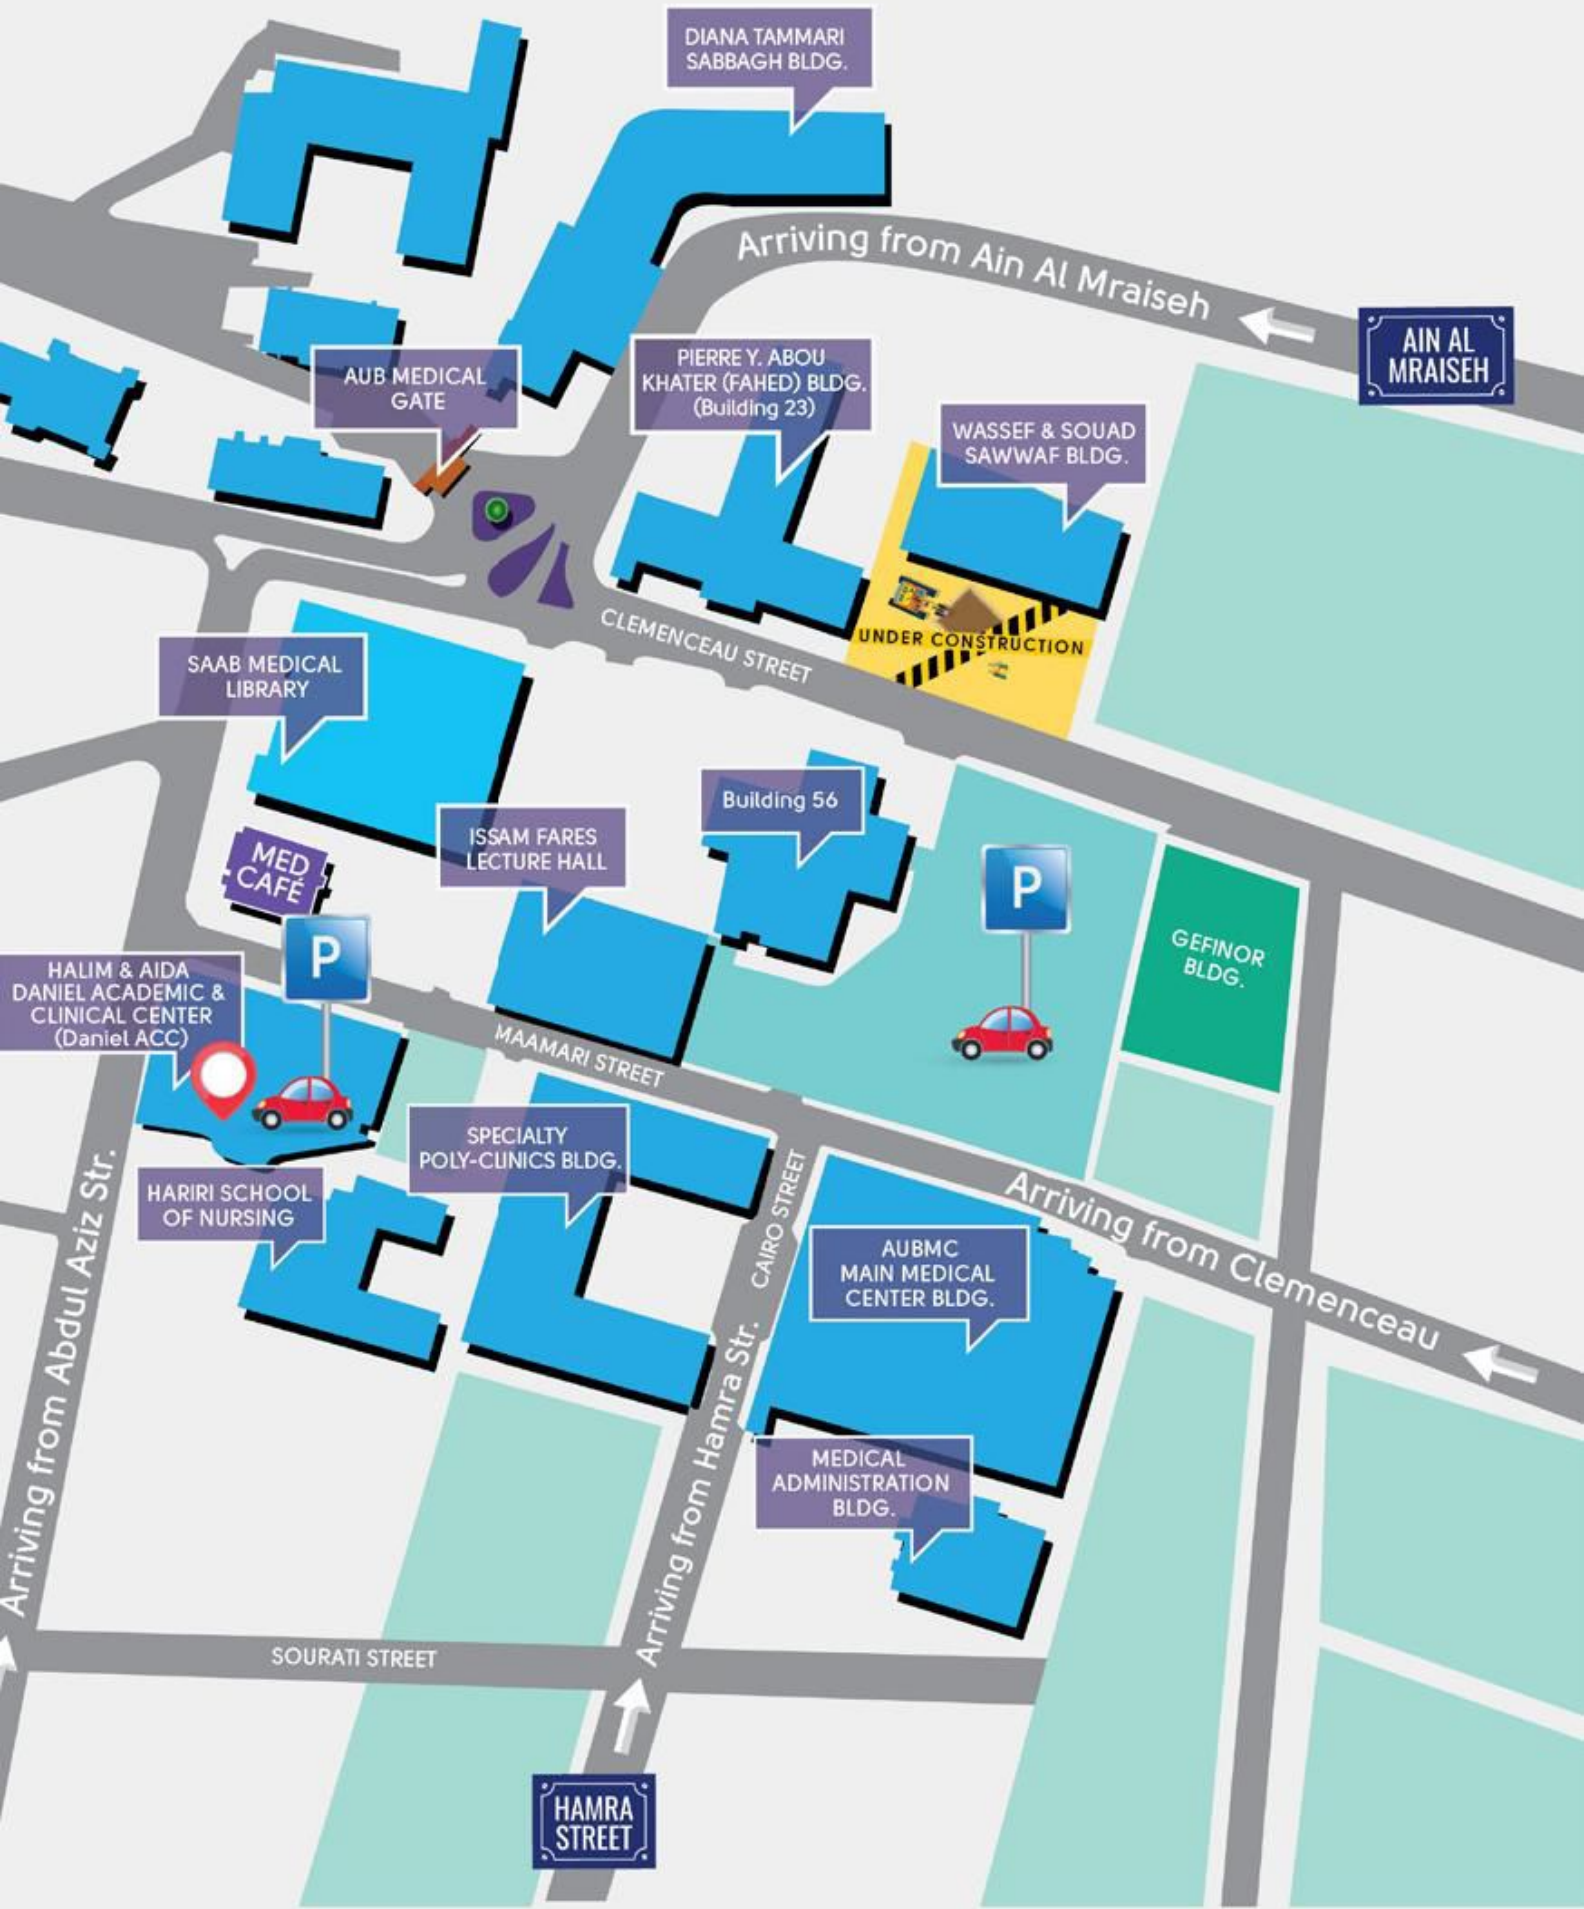 DIANA TAMMARI
SABBAGH BLDG.
Arriving from Ain Al Mraiseh
AIN AL
MRAISEH
AUB MEDICAL
GATE
PIERRE Y. ABOU
KHATER (FAHED) BLDG.
(Building 23)
WASSEF & SOUAD
SAWWAF BLDG.
UNDER CONSTRUCTION
CLEMENCEAU STREET
SAAB MEDICAL
LIBRARY
MED
CAFÉ
ISSAM FARES
LECTURE HALL
Building 56
P
GEFINOR
BLDG.
P
HALIM & AIDA
DANIEL ACADEMIC &
CLINICAL CENTER
(Daniel ACC)
MAAMARI STREET
SPECIALTY
POLY-CLINICS BLDG.
HARIRI SCHOOL
OF NURSING
CAIRO STREET
AUBMC
MAIN MEDICAL
CENTER BLDG.
Arriving from Clemenceau
Arriving from Abdul Aziz Str.
Arriving from Hamra Str.
MEDICAL
ADMINISTRATION
BLDG.
SOURATI STREET
HAMRA
STREET